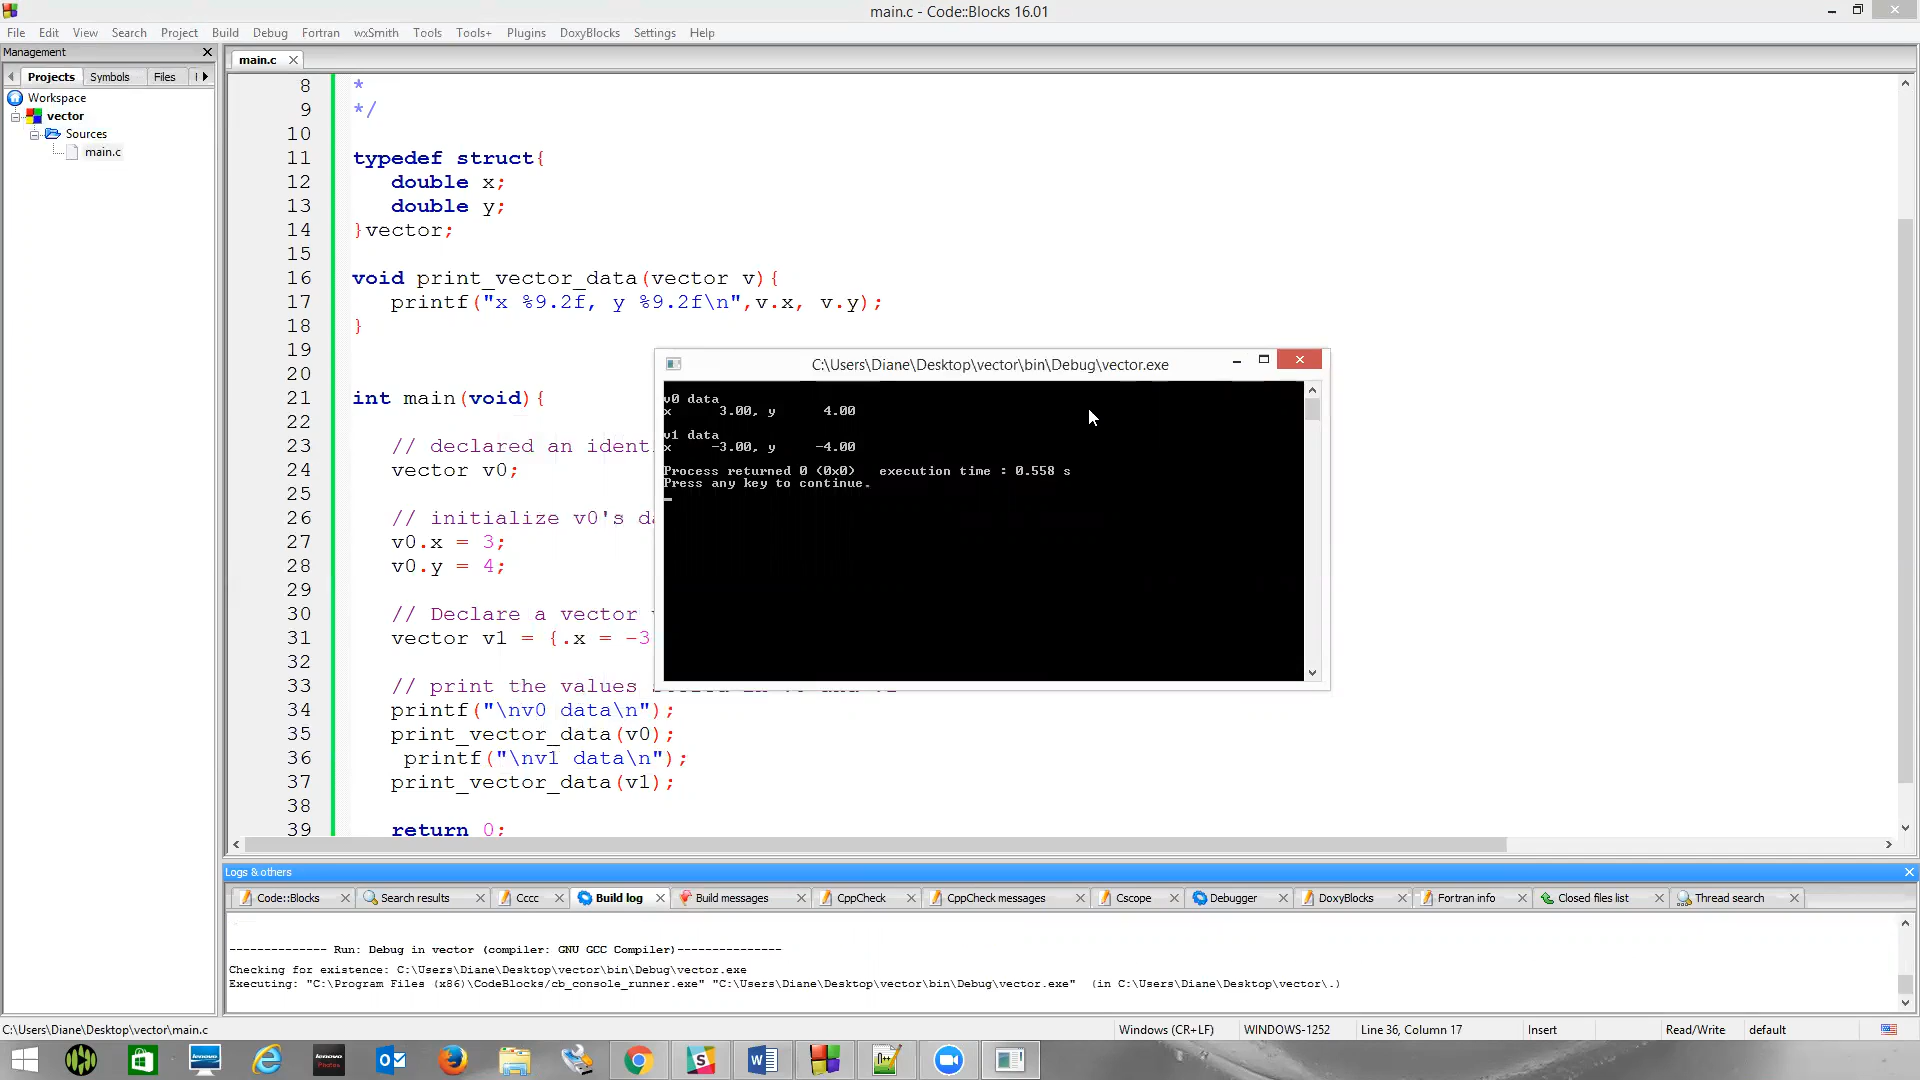 main.c - Code::Blocks 16.01
File Edit View Search Project Build Debug Fortran wxSmith Tools Tools+ Plugins DoxyBlocks Settings Help
Management
Projects Symbols Files
Workspace
vector
Sources
main.c
main.c
8 *
9 */
10
11 typedef struct{
12 double x;
13 double y;
14 }vector;
15
16 void print_vector_data(vector v){
17 printf("x %9.2f, y %9.2f\n",v.x, v.y);
18 }
19
20
21 int main(void){
22
23 // declared an ident
24 vector v0;
25
26 // initialize v0's da
27 v0.x = 3;
28 v0.y = 4;
29
30 // Declare a vector v
31 vector v1 = {.x = -3
32
33 // print the values
34 printf("\nv0 data\n");
35 print_vector_data(v0);
36 printf("\nv1 data\n");
37 print_vector_data(v1);
38
39 return 0;
C:\Users\Diane\Desktop\vector\bin\Debug\vector.exe
v0 data
x 3.00, y 4.00
v1 data
x -3.00, y -4.00
Process returned 0 (0x0) execution time : 0.558 s
Press any key to continue.
Logs & others
Code::Blocks Search results Cccc Build log Build messages CppCheck CppCheck messages Cscope Debugger DoxyBlocks Fortran info Closed files list Thread search
-------------- Run: Debug in vector (compiler: GNU GCC Compiler)---------------
Checking for existence: C:\Users\Diane\Desktop\vector\bin\Debug\vector.exe
Executing: "C:\Program Files (x86)\CodeBlocks/cb_console_runner.exe" "C:\Users\Diane\Desktop\vector\bin\Debug\vector.exe" (in C:\Users\Diane\Desktop\vector\.)
C:\Users\Diane\Desktop\vector\main.c Windows (CR+LF) WINDOWS-1252 Line 36, Column 17 Insert Read/Write default